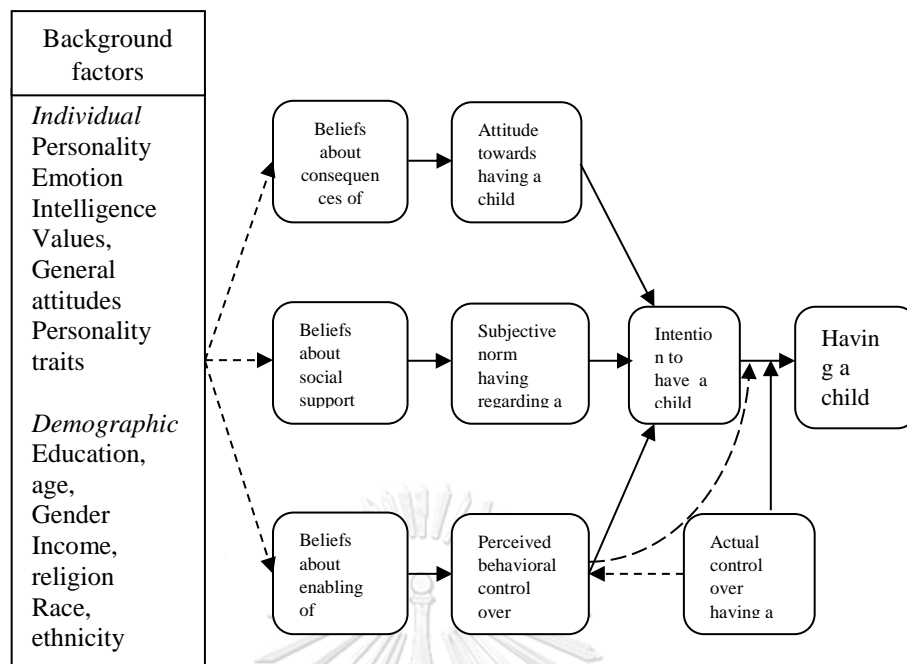 Background
factors
Individual
Personality
Emotion
Intelligence
Values,
General
attitudes
Personality
traits
Demographic
Education,
age,
Gender
Income,
religion
Race,
ethnicity
Beliefs
about
consequen
ces of
Attitude
towards
having a
child
Beliefs
about
social
support
Subjective
norm
having
regarding a
Intentio
n to
have a
child
Havin
g a
child
Beliefs
about
enabling
of
Perceived
behavioral
control
over
Actual
control
over
having a